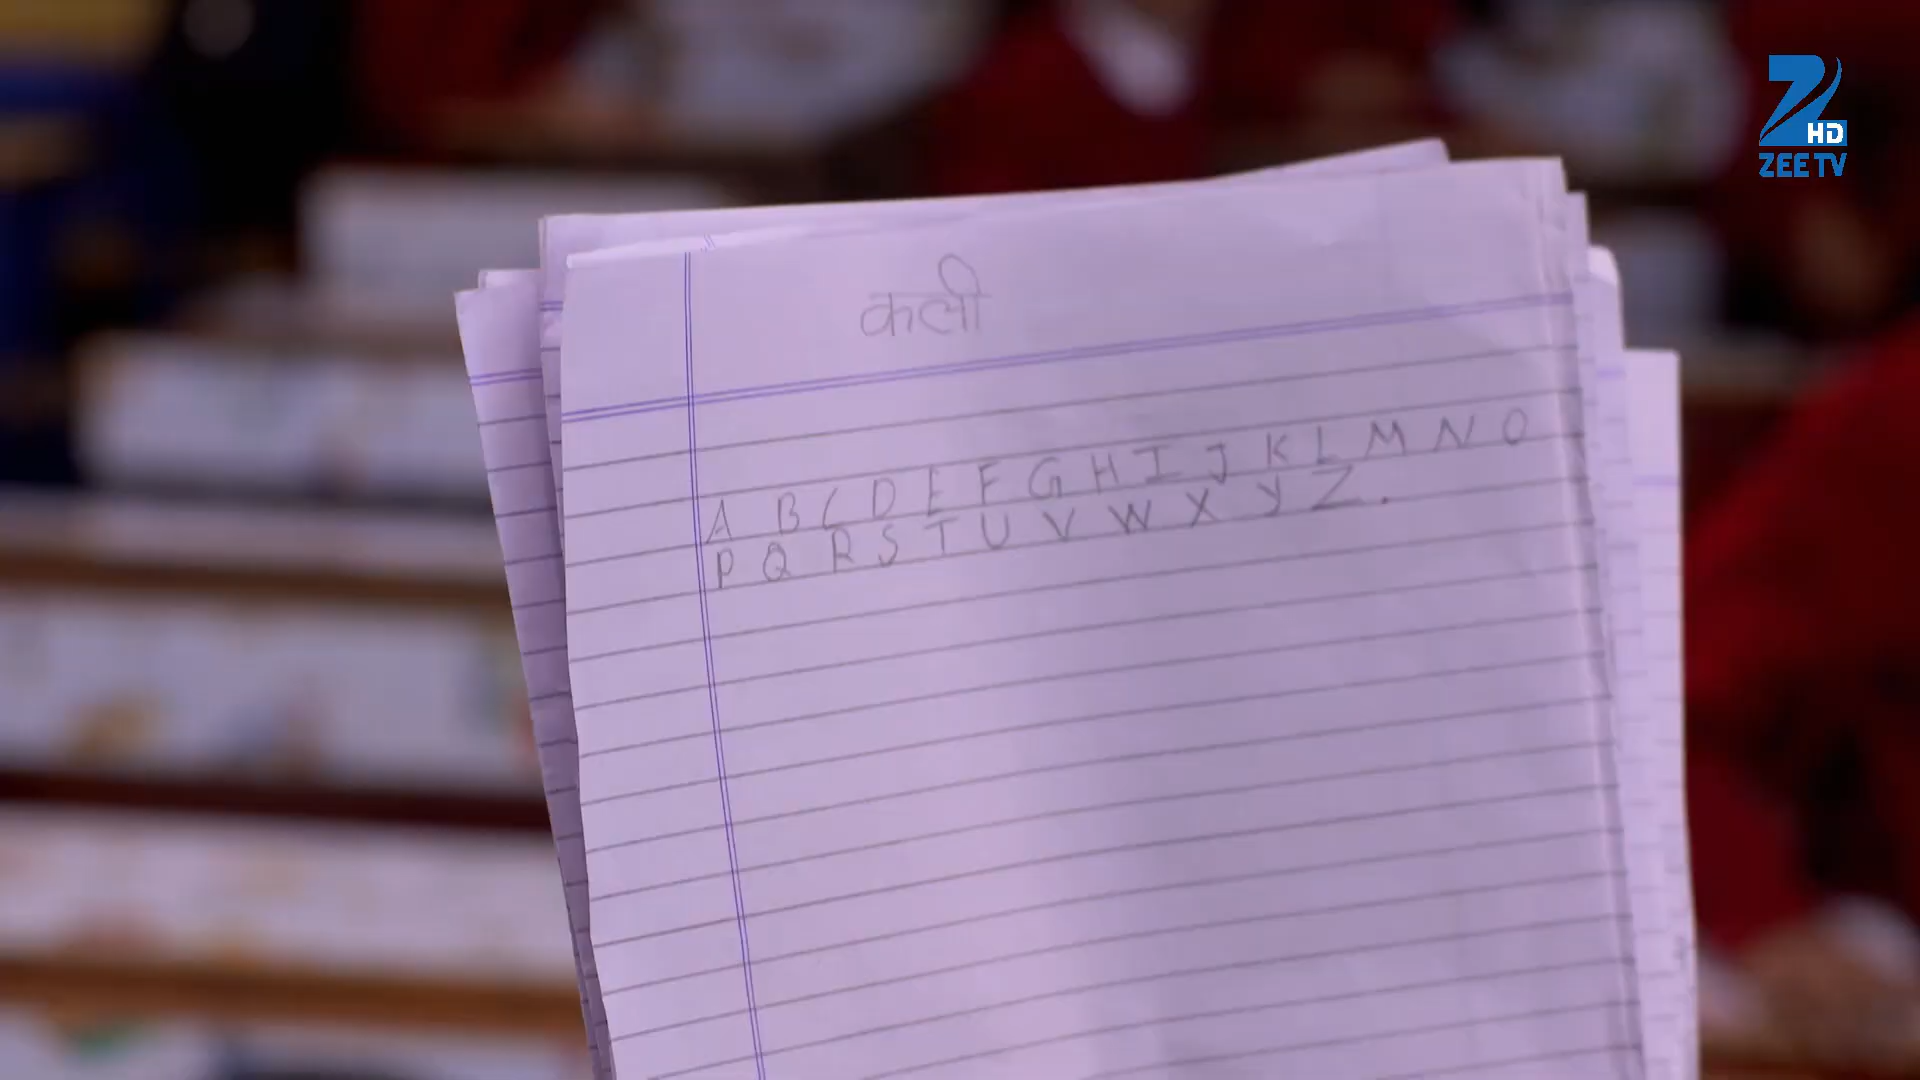 HD
ZEE TV
कली
A B C D E F G H I J K L M N O
P Q R S T U V W X Y Z .